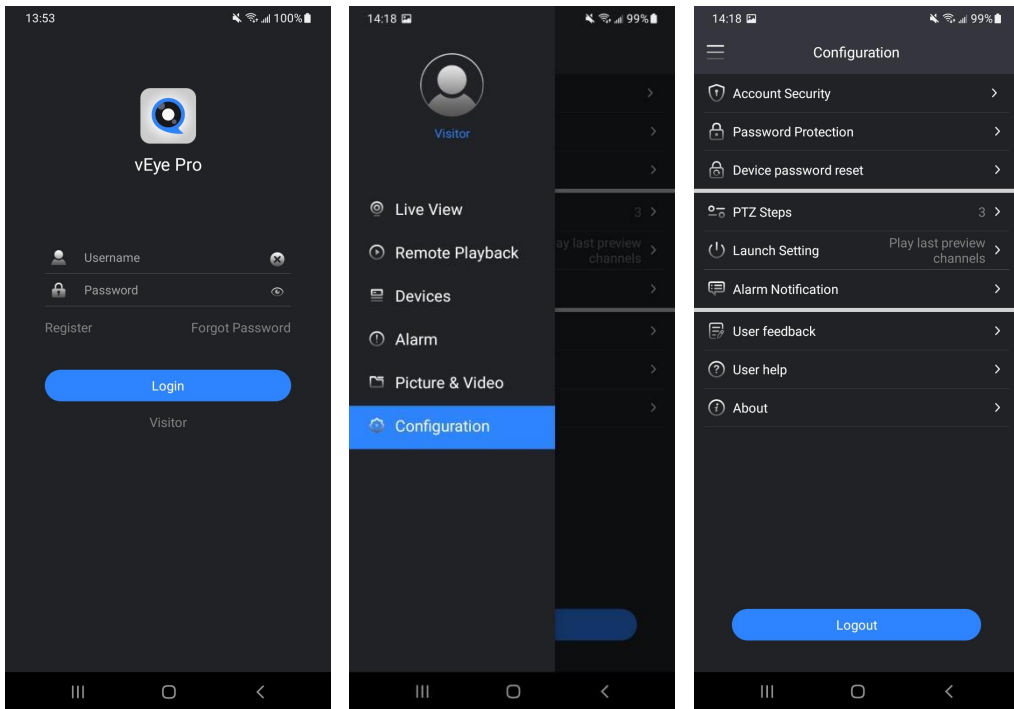 13:53
100%
vEye Pro
Username
Password
Register
Forgot Password
Login
Visitor
14:18
99%
Visitor
Live View
Remote Playback
Devices
Alarm
Picture & Video
Configuration
3
ay last preview
channels
14:18
99%
Configuration
Account Security
Password Protection
Device password reset
PTZ Steps
3
Launch Setting
Play last preview
channels
Alarm Notification
User feedback
User help
About
Logout